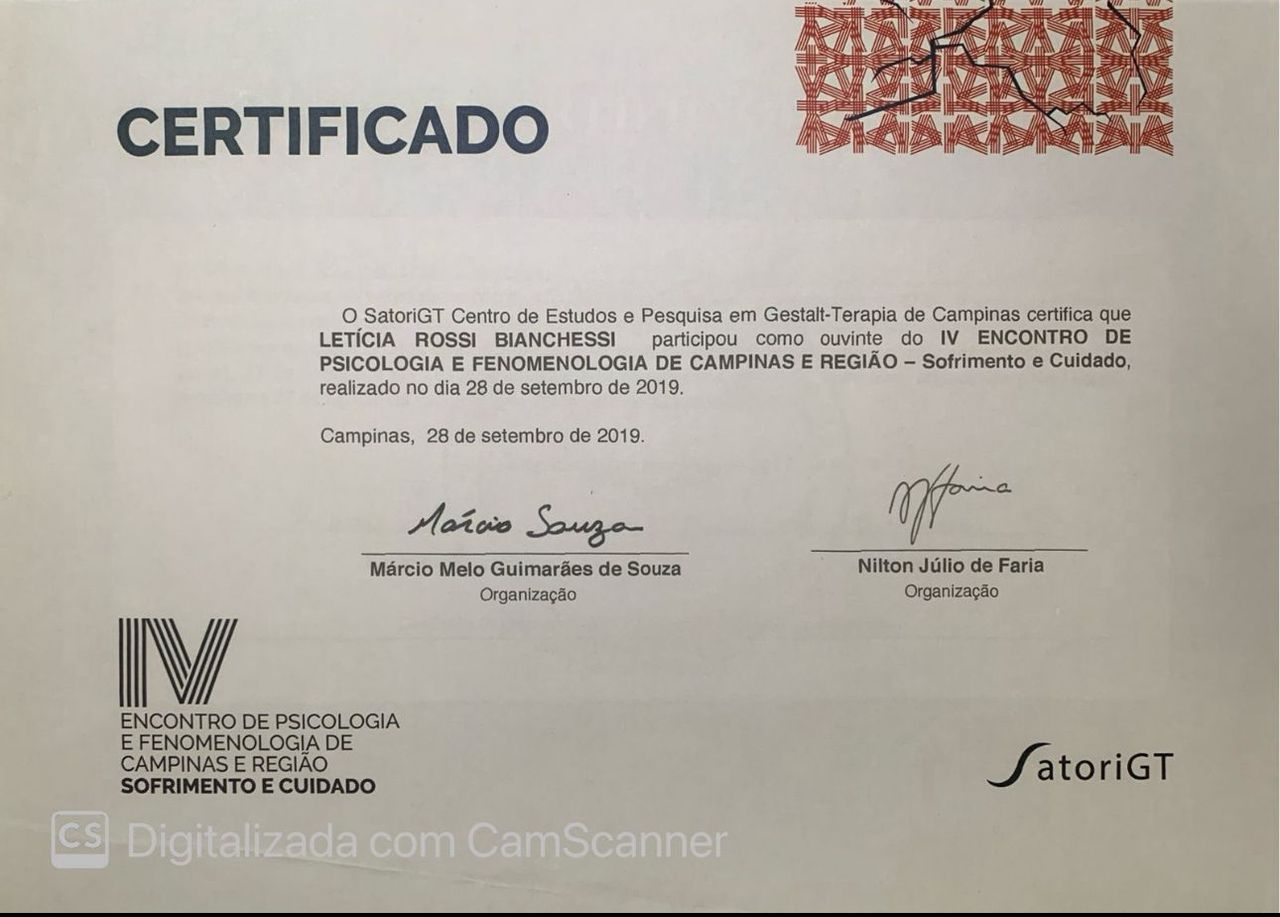 CERTIFICADO
O SatoriGT Centro de Estudos e Pesquisa em Gestalt-Terapia de Campinas certifica que
LETÍCIA ROSSI BIANCHESSI participou como ouvinte do IV ENCONTRO DE
PSICOLOGIA E FENOMENOLOGIA DE CAMPINAS E REGIÃO – Sofrimento e Cuidado,
realizado no dia 28 de setembro de 2019.
Campinas, 28 de setembro de 2019.
Márcio Souza
Márcio Melo Guimarães de Souza
Organização
Nilton Júlio de Faria
Organização
IV
ENCONTRO DE PSICOLOGIA
E FENOMENOLOGIA DE
CAMPINAS E REGIÃO
SOFRIMENTO E CUIDADO
SatoriGT
CS Digitalizada com CamScanner